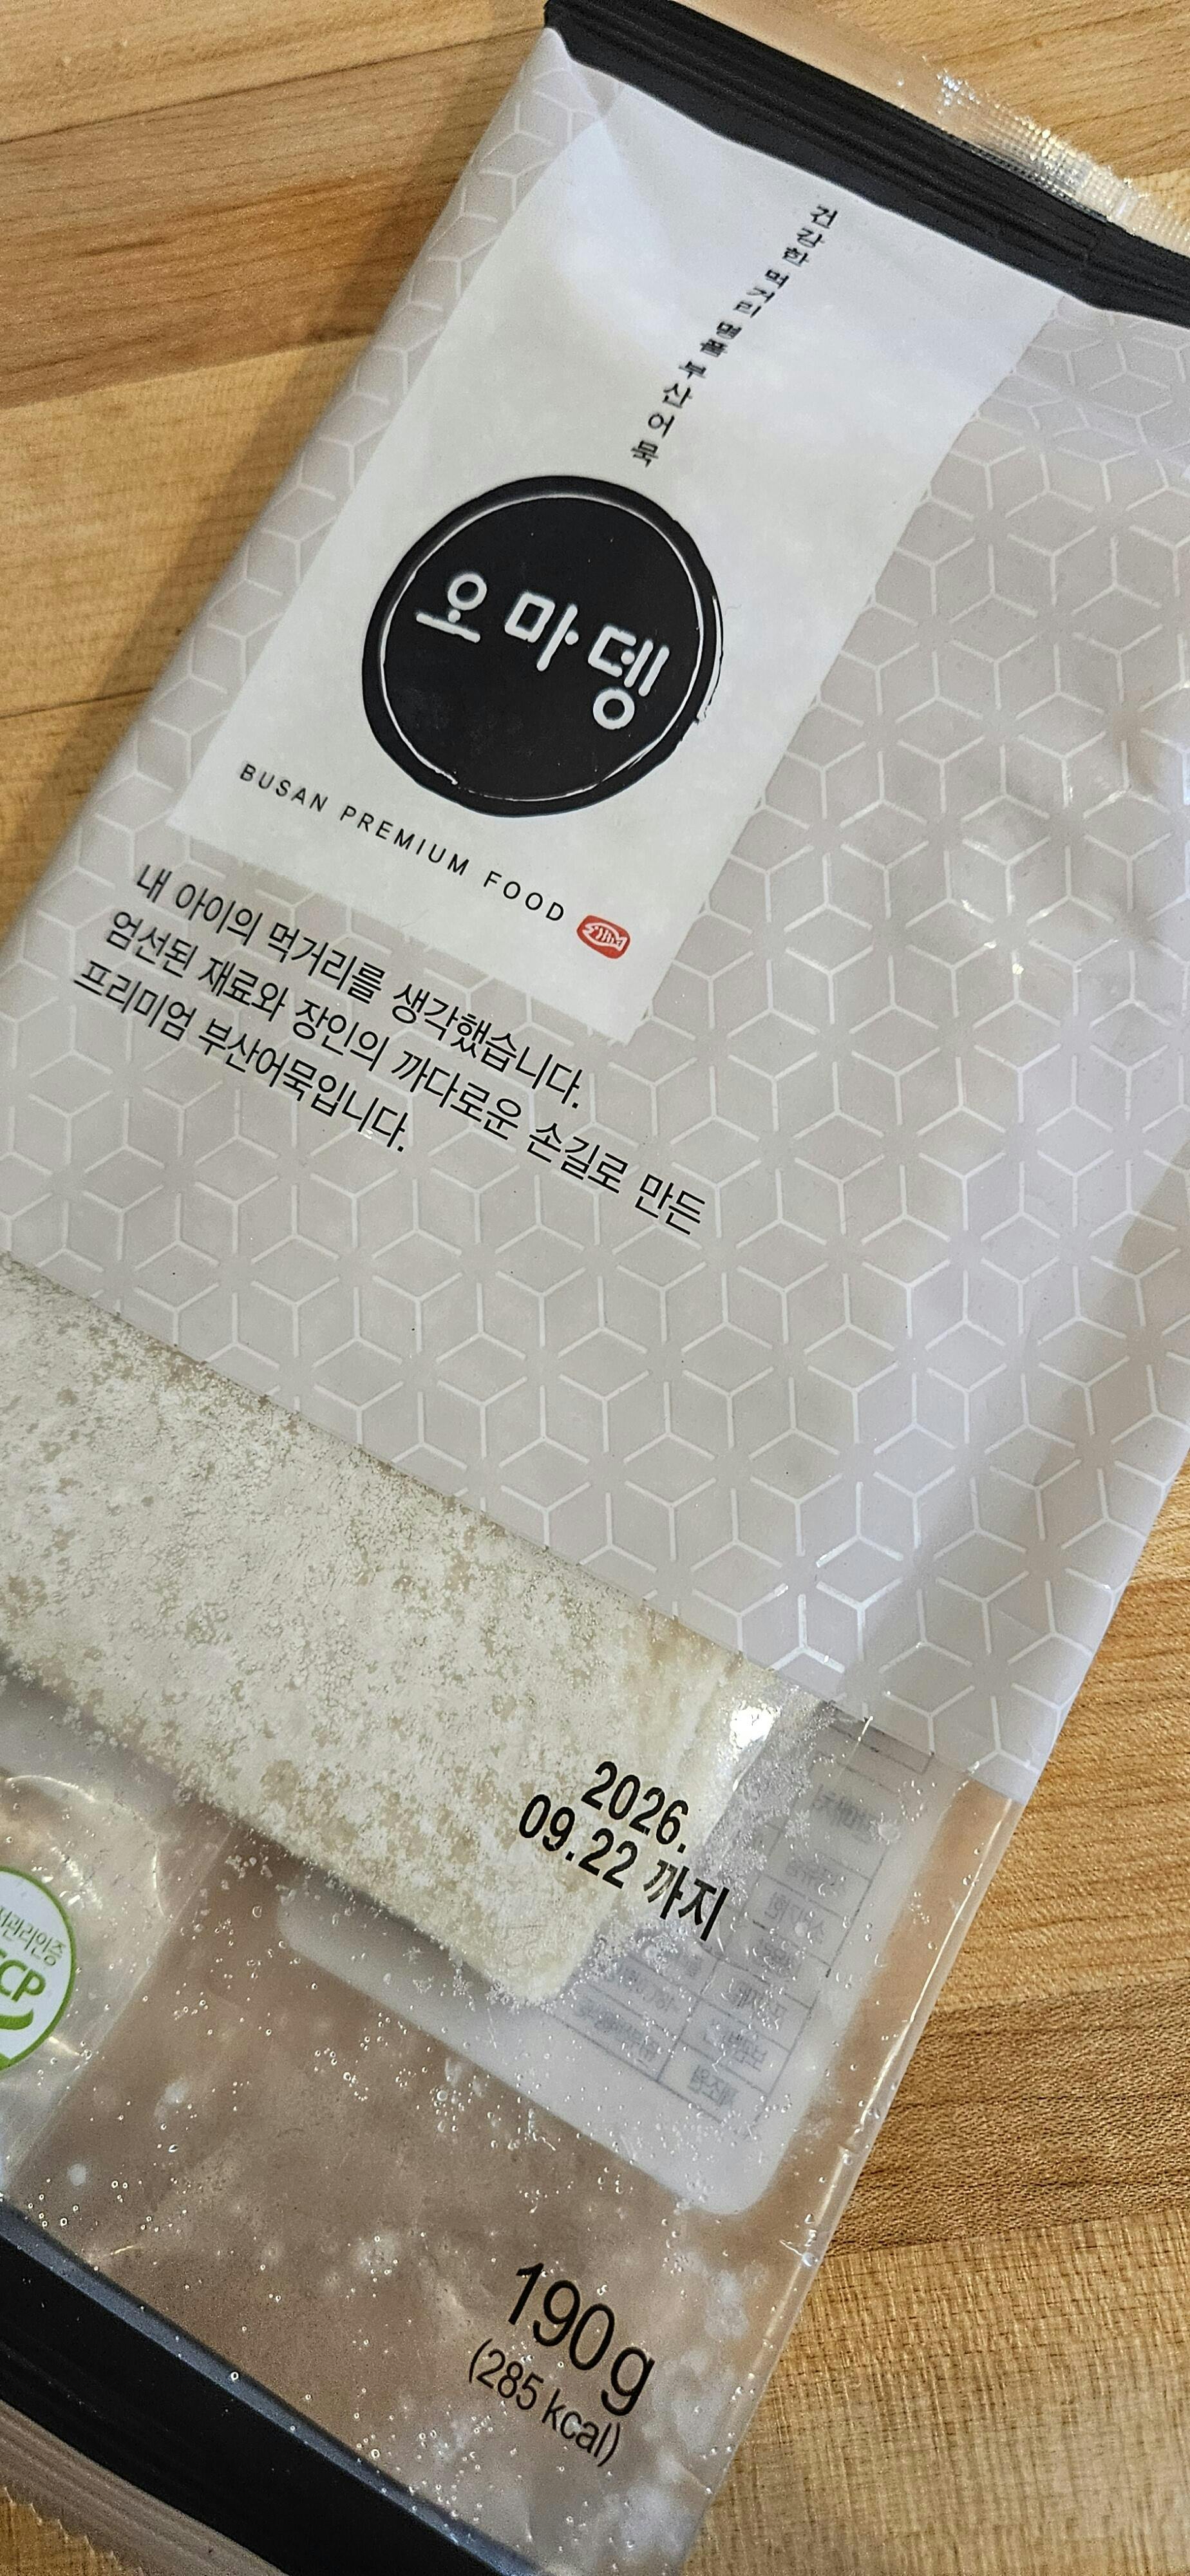 건강한 먹거리 명품 부산어묵
오마뎅
BUSAN PREMIUM FOOD
내 아이의 먹거리를 생각했습니다.
엄선된 재료와 장인의 까다로운 손길로 만든
프리미엄 부산어묵입니다.
2026.
09.22 까지
190g
(285 kcal)